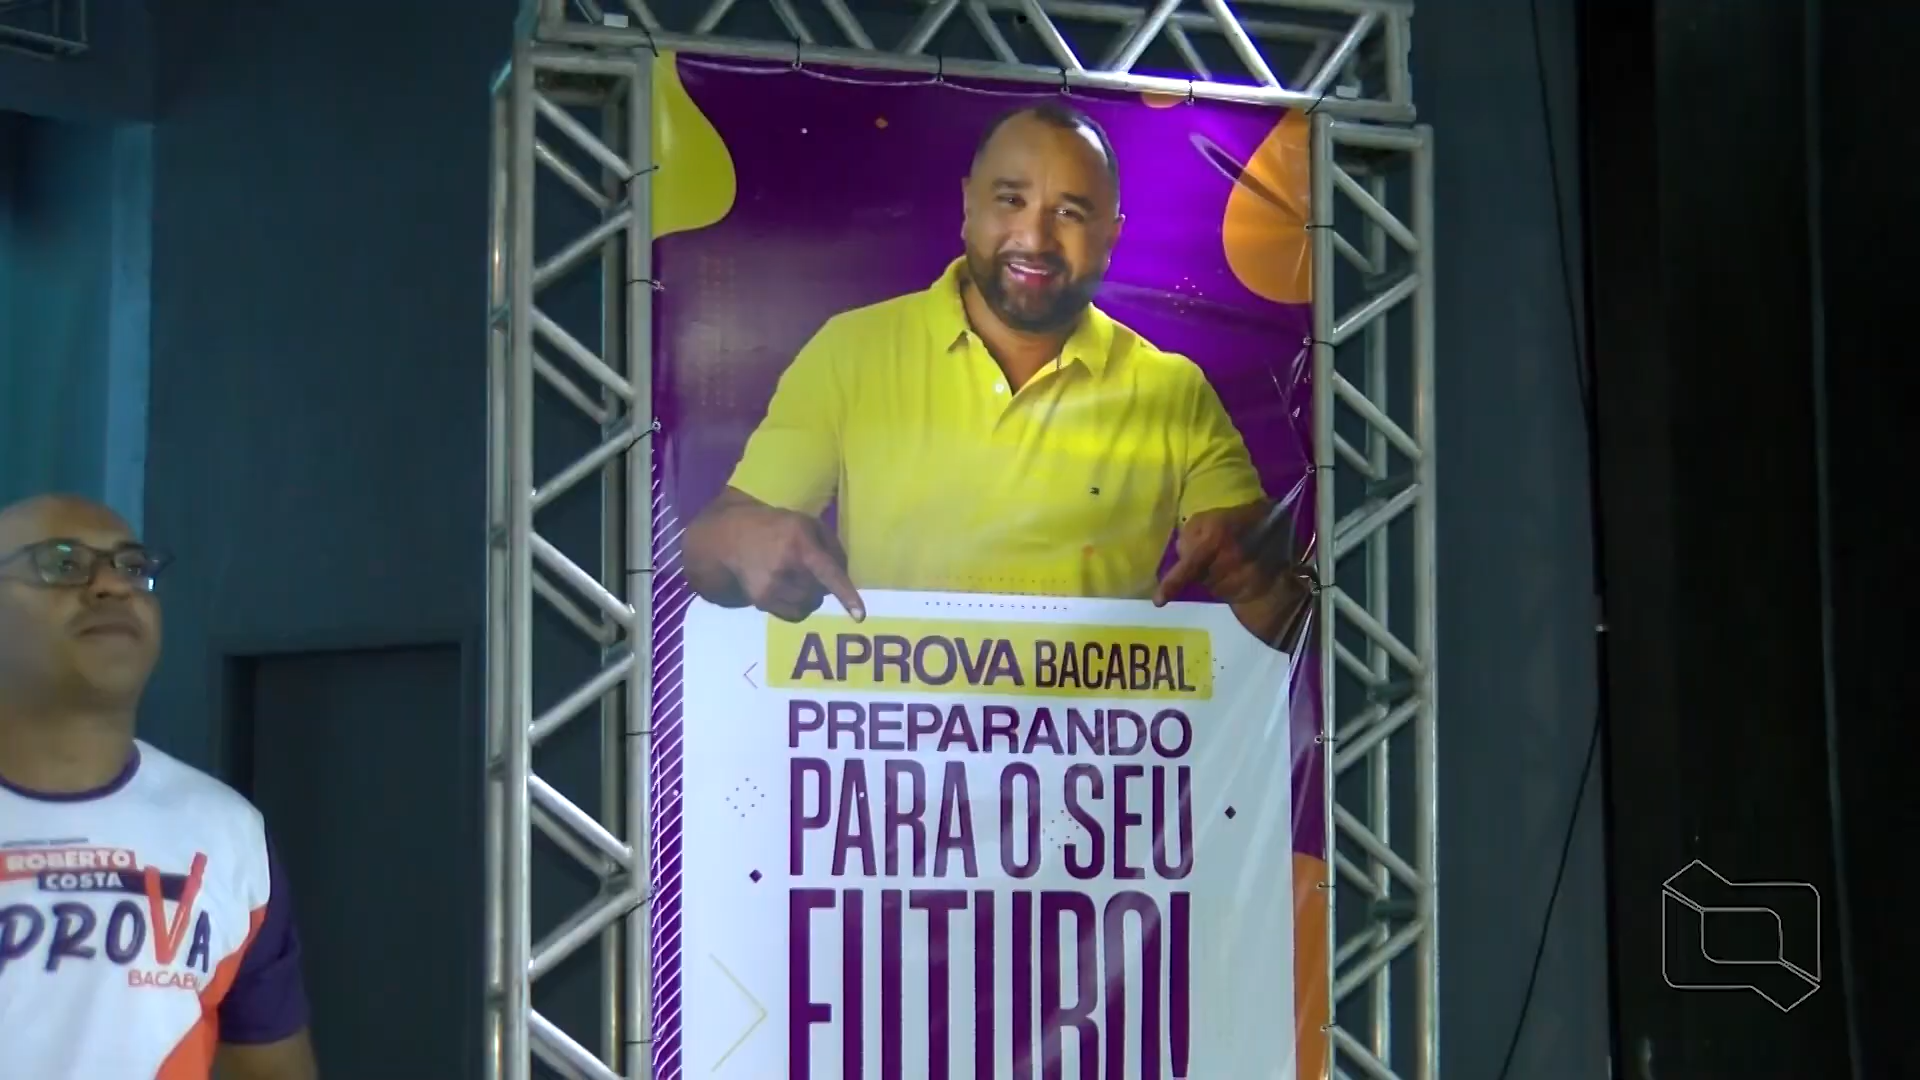 APROVA BACABAL
PREPARANDO
PARA O SEU
FUTURO!
ROBERTO
COSTA
PROVA